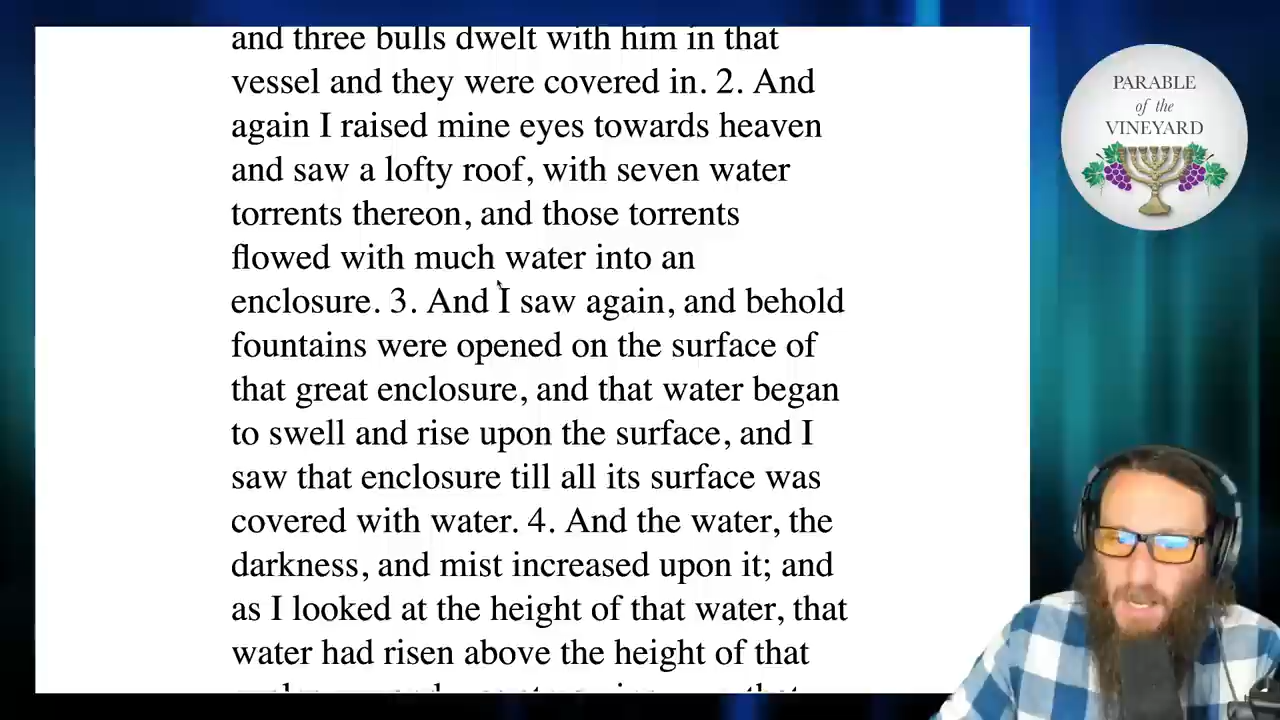 and three bulls dwelt with him in that
vessel and they were covered in. 2. And
again I raised mine eyes towards heaven
and saw a lofty roof, with seven water
torrents thereon, and those torrents
flowed with much water into an
enclosure. 3. And I saw again, and behold
fountains were opened on the surface of
that great enclosure, and that water began
to swell and rise upon the surface, and I
saw that enclosure till all its surface was
covered with water. 4. And the water, the
darkness, and mist increased upon it; and
as I looked at the height of that water, that
water had risen above the height of that
PARABLE
of the
VINEYARD